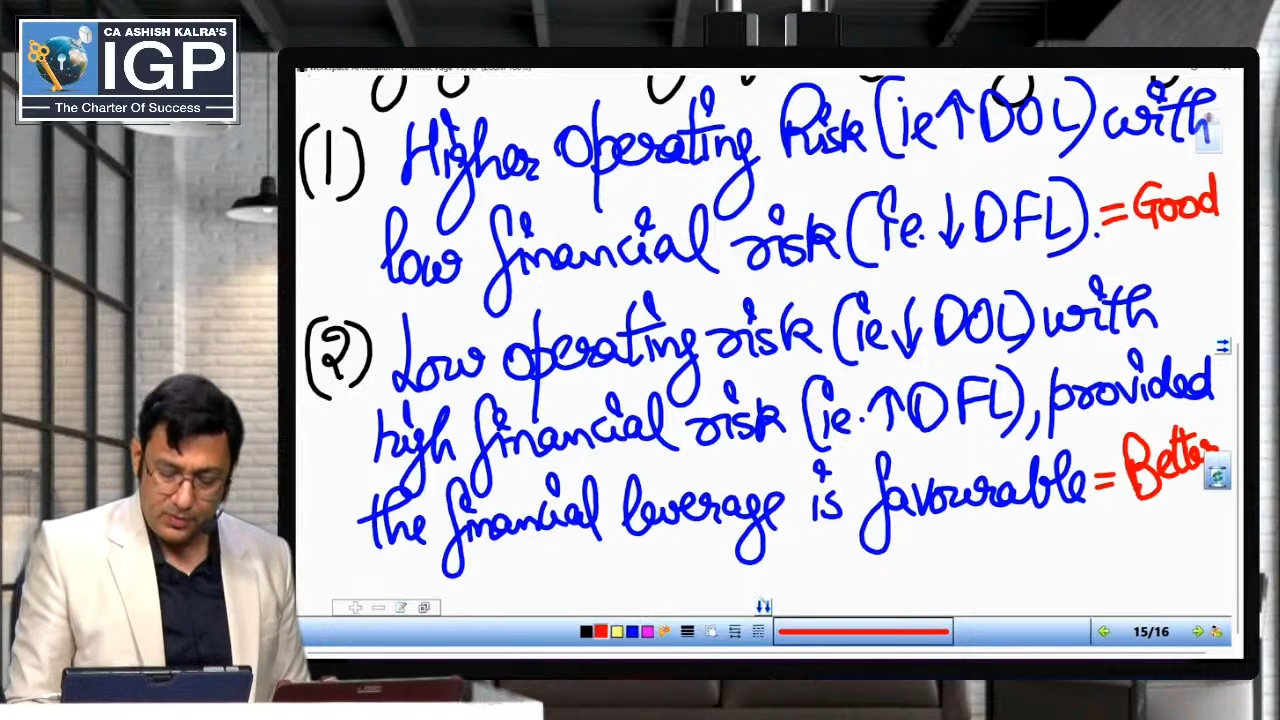 CA ASHISH KALRA'S
IGP
The Charter Of Success
(1) Higher operating Risk (ie ↑ DOL) with
low financial risk (ie. ↓ DFL). = Good
(2) Low operating risk (ie ↓ DOL) with
high financial risk (ie. ↑ DFL), provided
the financial leverage is favourable = Better
15/16